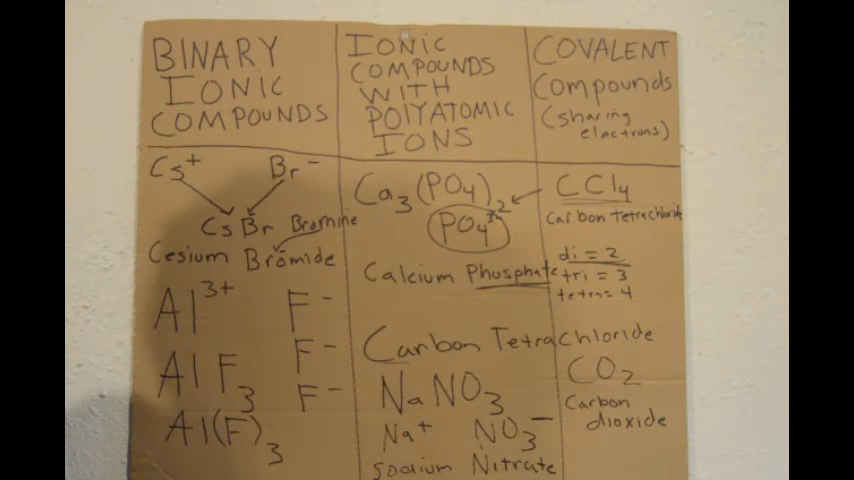 BINARY
IONIC
COMPOUNDS
Cs+ Br-
CsBr Bromine
Cesium Bromide
Al3+ F-
F-
AlF3 F-
Al(F)3
IONIC
COMPOUNDS
WITH
POLYATOMIC
IONS
Ca3(PO4)2
PO43-
Calcium Phosphate
Carbon Tetrachloride
NaNO3
Na+ NO3-
Sodium Nitrate
COVALENT
Compounds
(sharing
electrons)
CCl4
Carbon tetrachloride
di = 2
tri = 3
tetra = 4
CO2
Carbon
dioxide